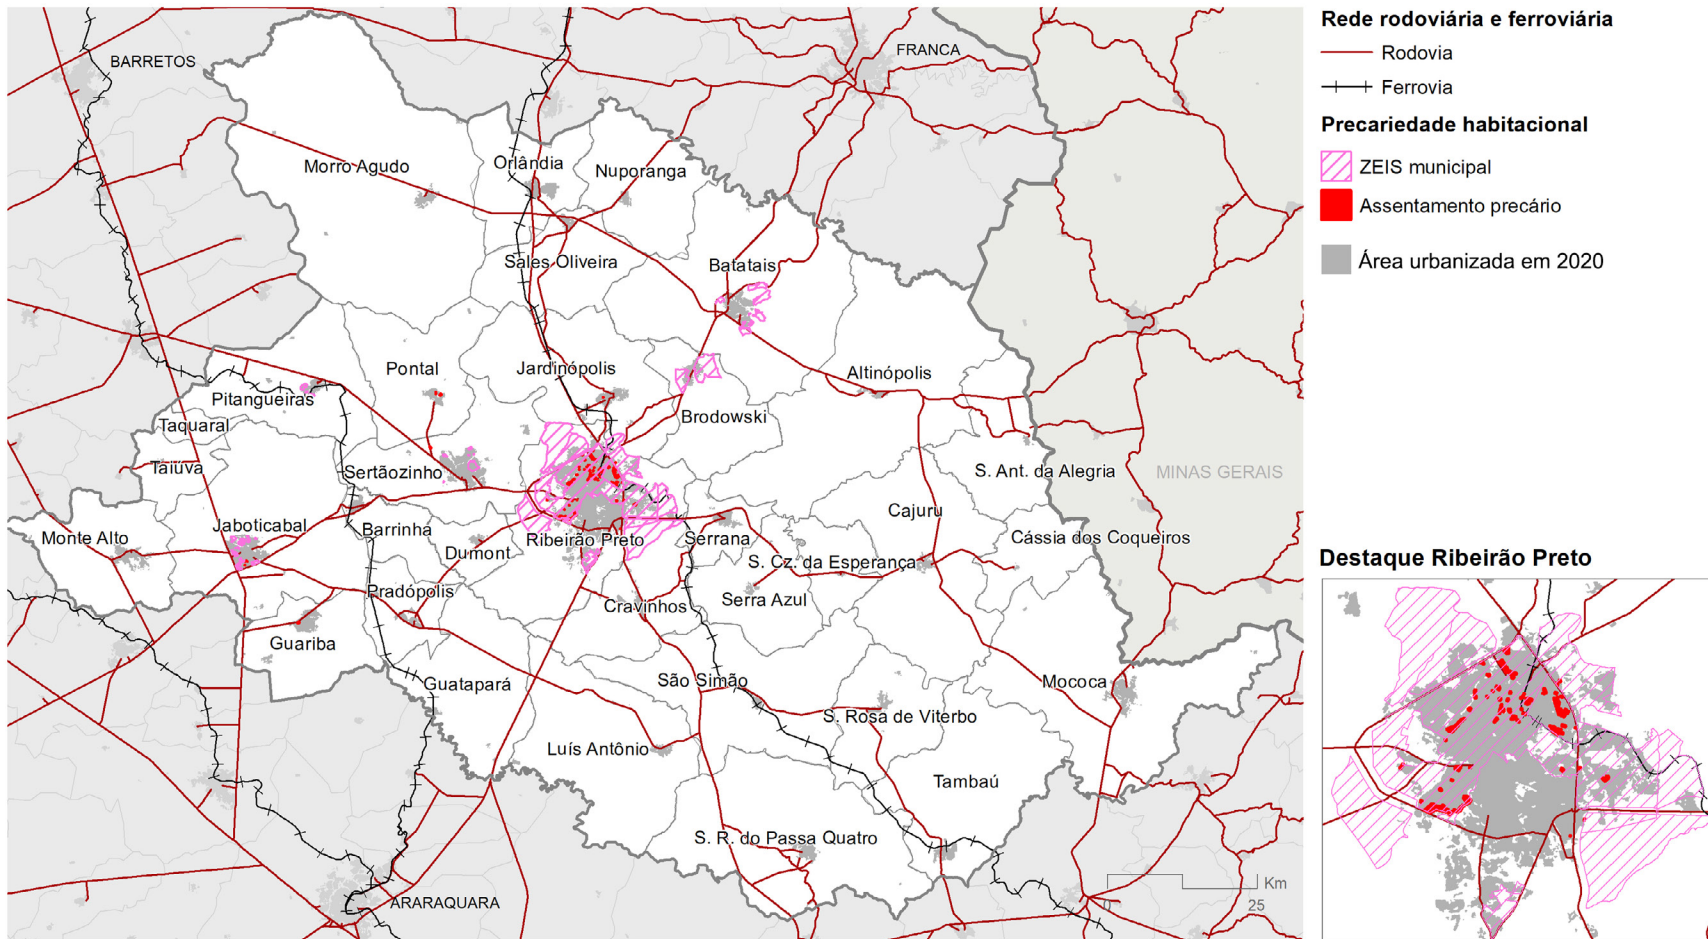 BARRETOS
FRANCA
Morro Agudo
Orlândia
Nuporanga
Sales Oliveira
Batatais
Pontal
Jardinópolis
Altinópolis
Pitangueiras
Brodowski
Taquaral
Taiuva
Sertãozinho
S. Ant. da Alegria
MINAS GERAIS
Cajuru
Jaboticabal
Barrinha
Monte Alto
Dumont
Ribeirão Preto
Serrana
Cássia dos Coqueiros
S. Cz. da Esperança
Pradópolis
Cravinhos
Serra Azul
Guariba
Guatapará
São Simão
Mococa
S. Rosa de Viterbo
Luís Antônio
Tambaú
S. R. do Passa Quatro
ARARAQUARA
Km
0
25
Rede rodoviária e ferroviária
Rodovia
Ferrovia
Precariedade habitacional
ZEIS municipal
Assentamento precário
Área urbanizada em 2020
Destaque Ribeirão Preto